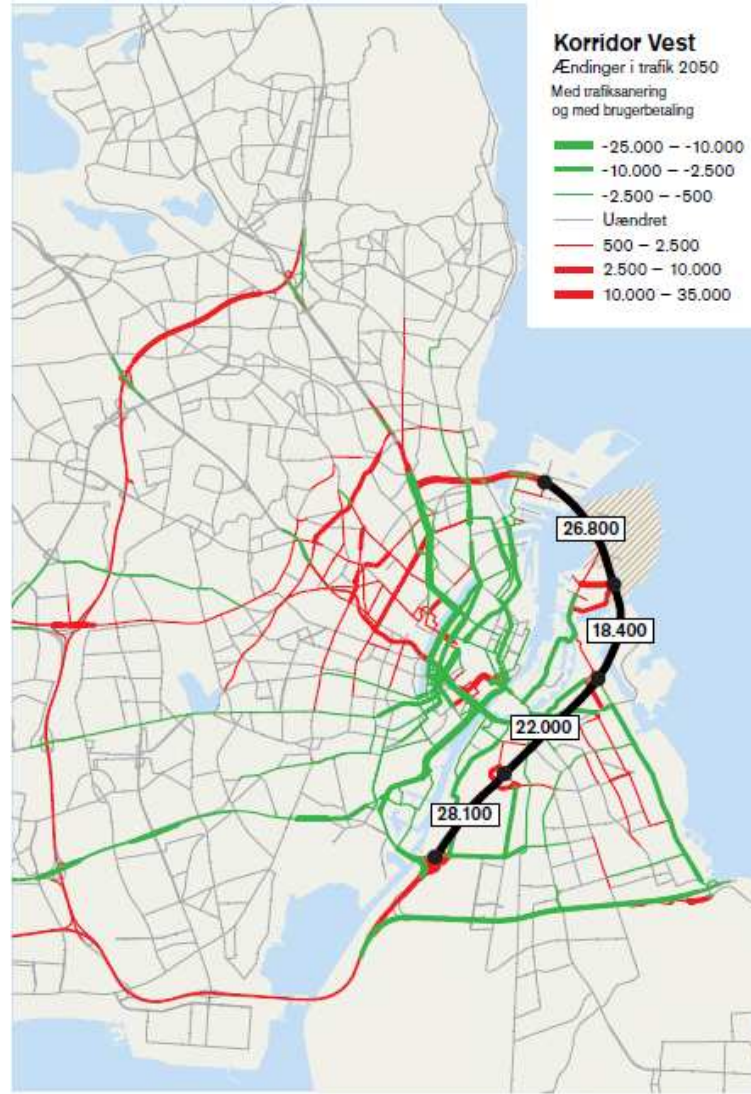 Korridor Vest
Ændinger i trafik 2050
Med trafiksanering
og med brugerbetaling
-25.000 – -10.000
-10.000 – -2.500
-2.500 – -500
Uændret
500 – 2.500
2.500 – 10.000
10.000 – 35.000
26.800
18.400
22.000
28.100